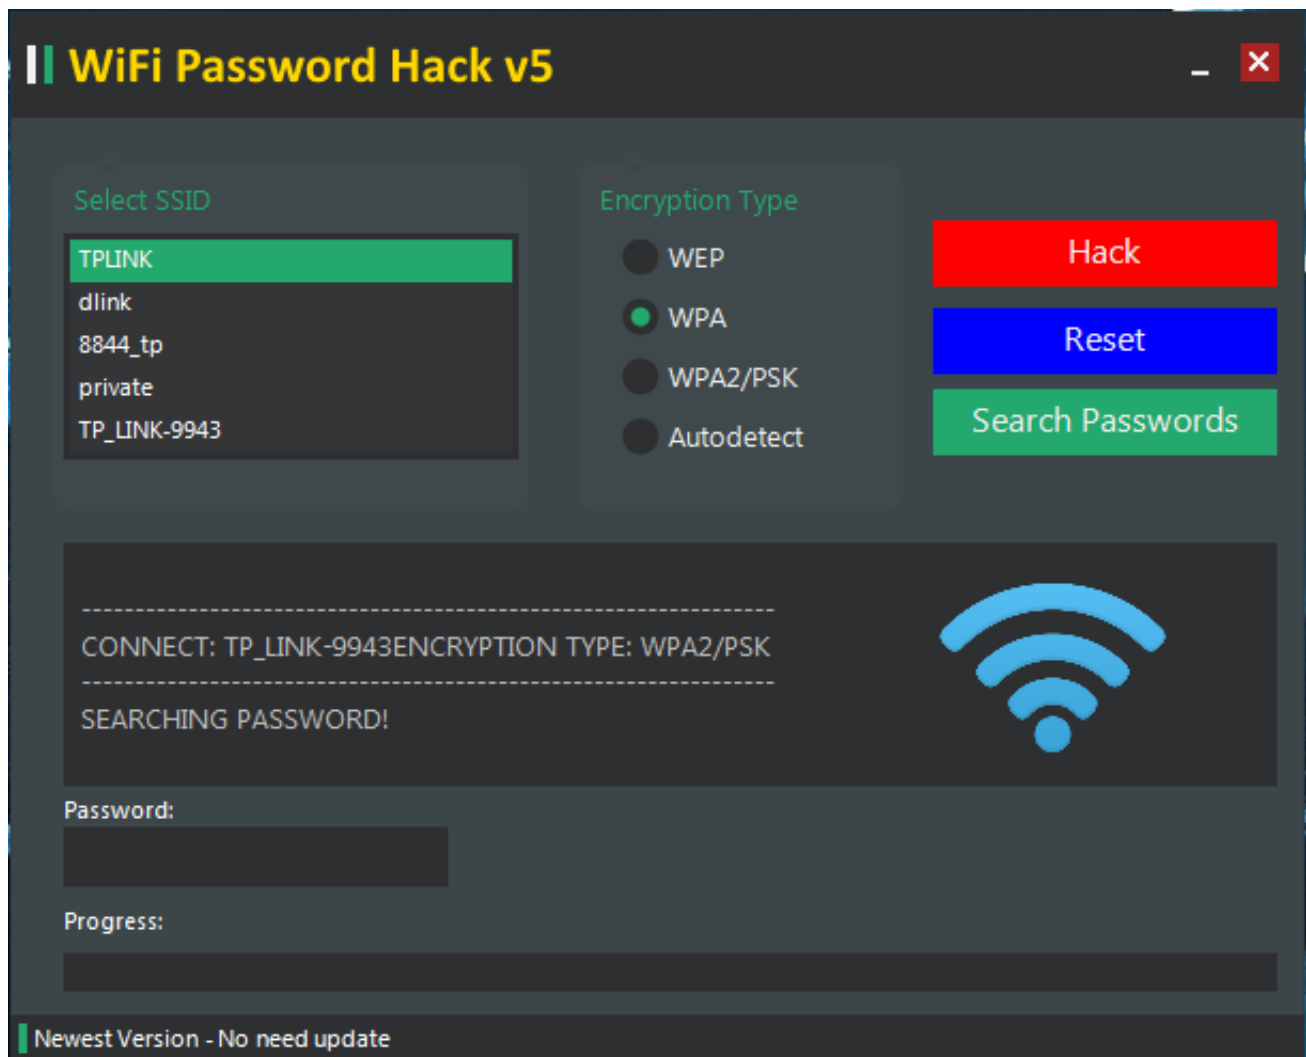 WiFi Password Hack v5
Select SSID
TPLINK
dlink
8844_tp
private
TP_LINK-9943
Encryption Type
WEP
WPA
WPA2/PSK
Autodetect
Hack
Reset
Search Passwords
------------------------------------------------------------------
CONNECT: TP_LINK-9943ENCRYPTION TYPE: WPA2/PSK
------------------------------------------------------------------
SEARCHING PASSWORD!
Password:
Progress:
Newest Version - No need update